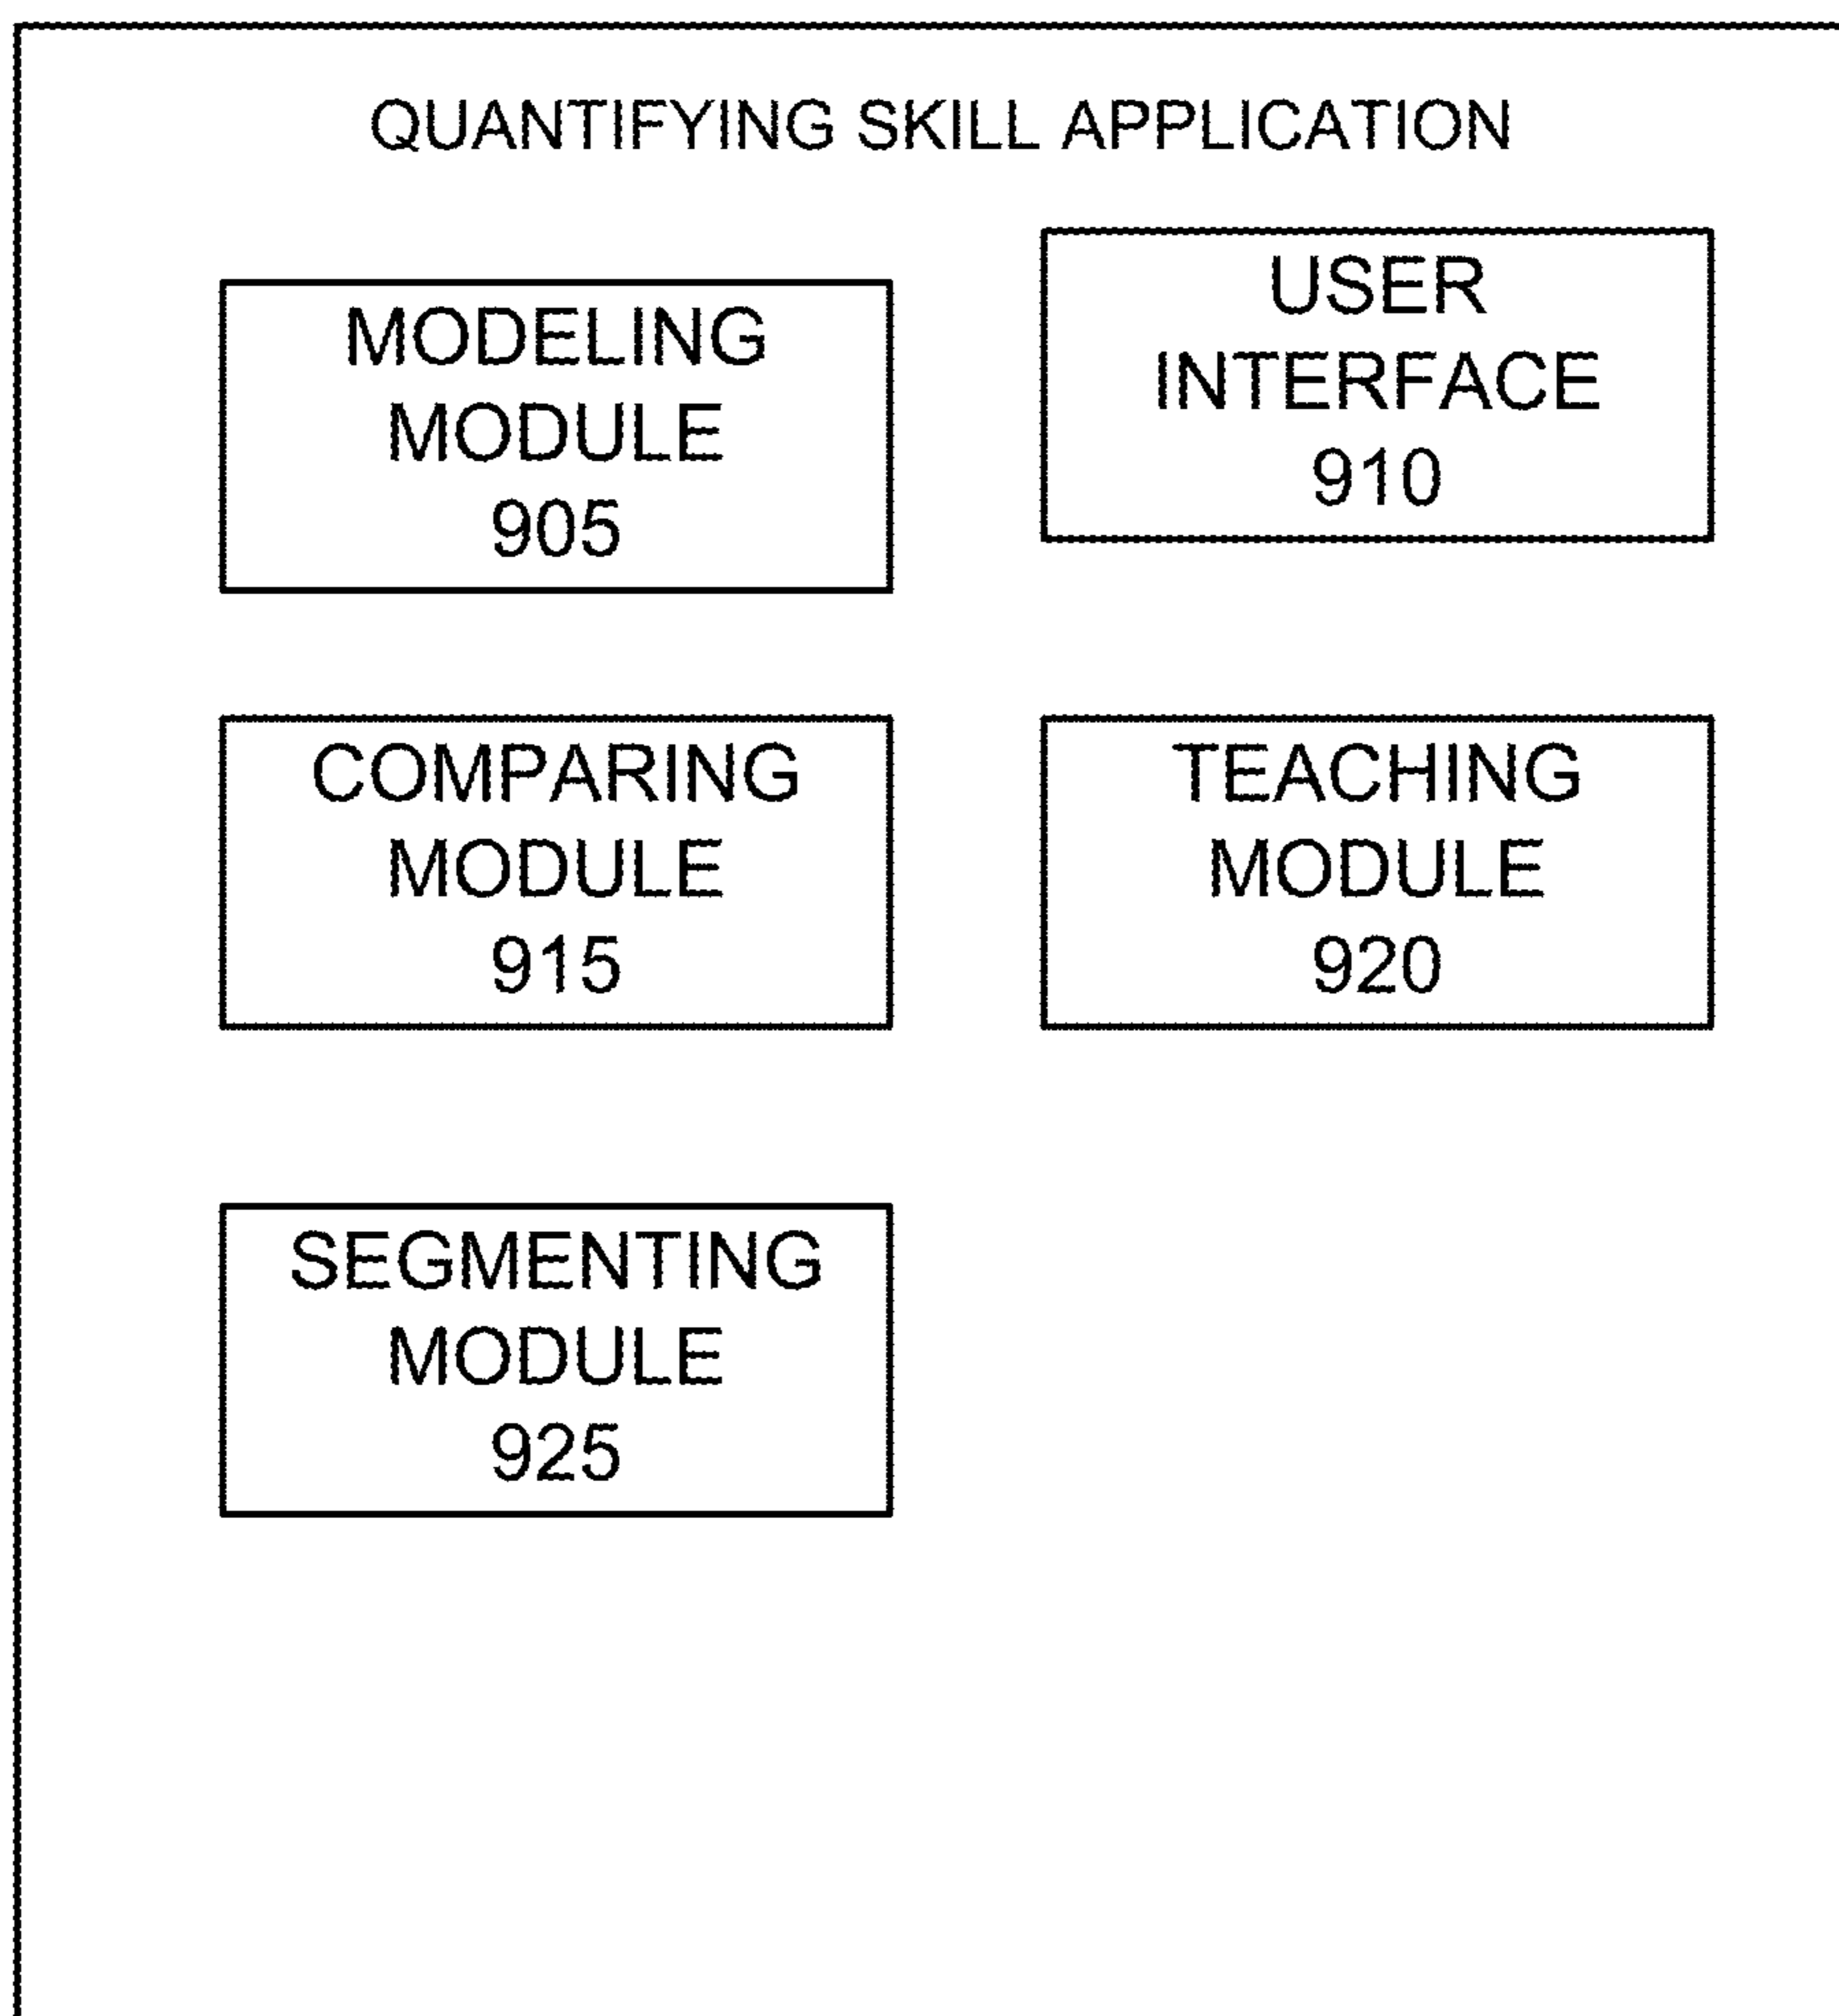 QUANTIFYING SKILL APPLICATION
MODELING
MODULE
905
USER
INTERFACE
910
COMPARING
MODULE
915
TEACHING
MODULE
920
SEGMENTING
MODULE
925